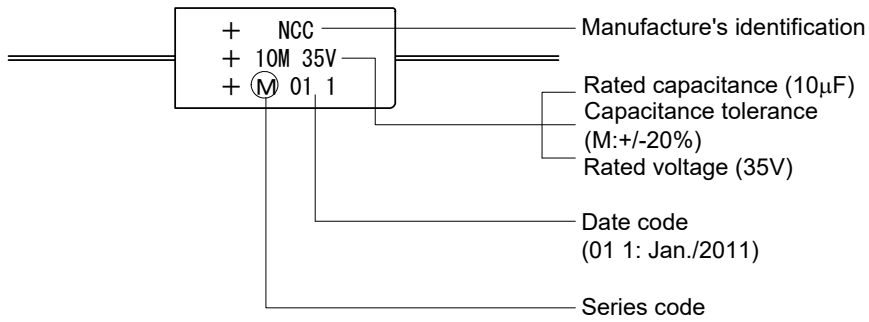 + NCC
+ 10M 35V
+ M 01 1
Manufacture's identification
Rated capacitance (10μF)
Capacitance tolerance
(M:+/-20%)
Rated voltage (35V)
Date code
(01 1: Jan./2011)
Series code